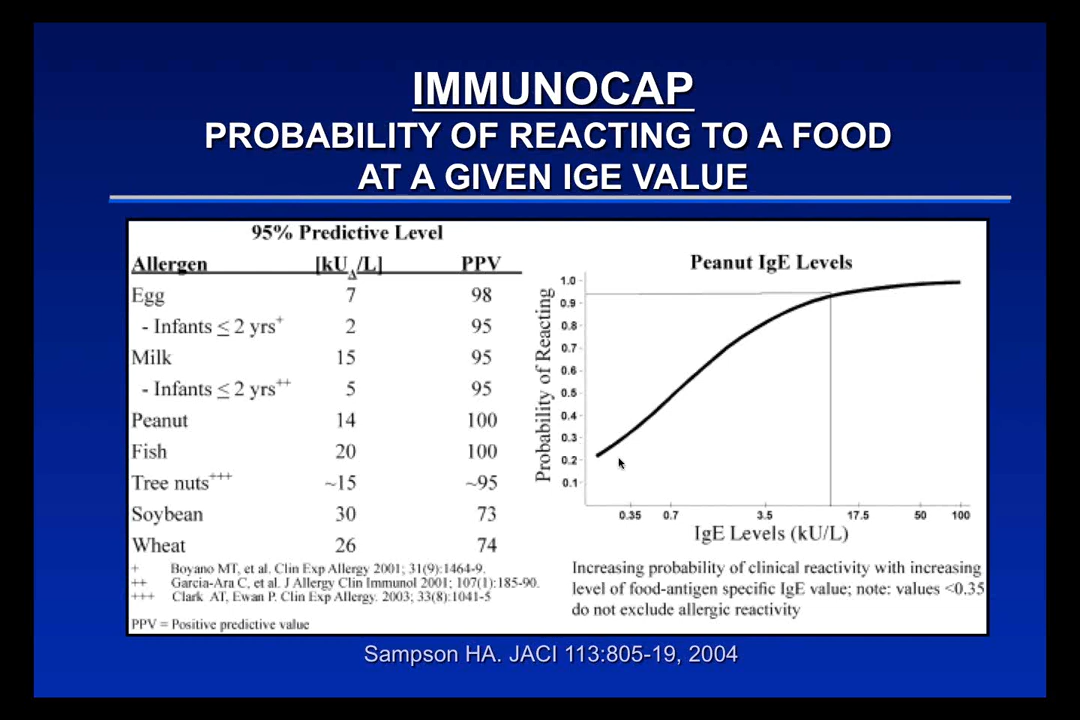 IMMUNOCAP
PROBABILITY OF REACTING TO A FOOD
AT A GIVEN IGE VALUE
95% Predictive Level
Allergen [kU_A/L] PPV
Egg 7 98
- Infants ≤ 2 yrs+ 2 95
Milk 15 95
- Infants ≤ 2 yrs++ 5 95
Peanut 14 100
Fish 20 100
Tree nuts+++ ~15 ~95
Soybean 30 73
Wheat 26 74
+ Boyano MT, et al. Clin Exp Allergy 2001; 31(9):1464-9.
++ Garcia-Ara C, et al. J Allergy Clin Immunol 2001; 107(1):185-90.
+++ Clark AT, Ewan P. Clin Exp Allergy. 2003; 33(8):1041-5
PPV = Positive predictive value
Peanut IgE Levels
Probability of Reacting
1.0
0.9
0.8
0.7
0.6
0.5
0.4
0.3
0.2
0.1
0.35 0.7 3.5 17.5 50 100
IgE Levels (kU/L)
Increasing probability of clinical reactivity with increasing
level of food-antigen specific IgE value; note: values <0.35
do not exclude allergic reactivity
Sampson HA. JACI 113:805-19, 2004